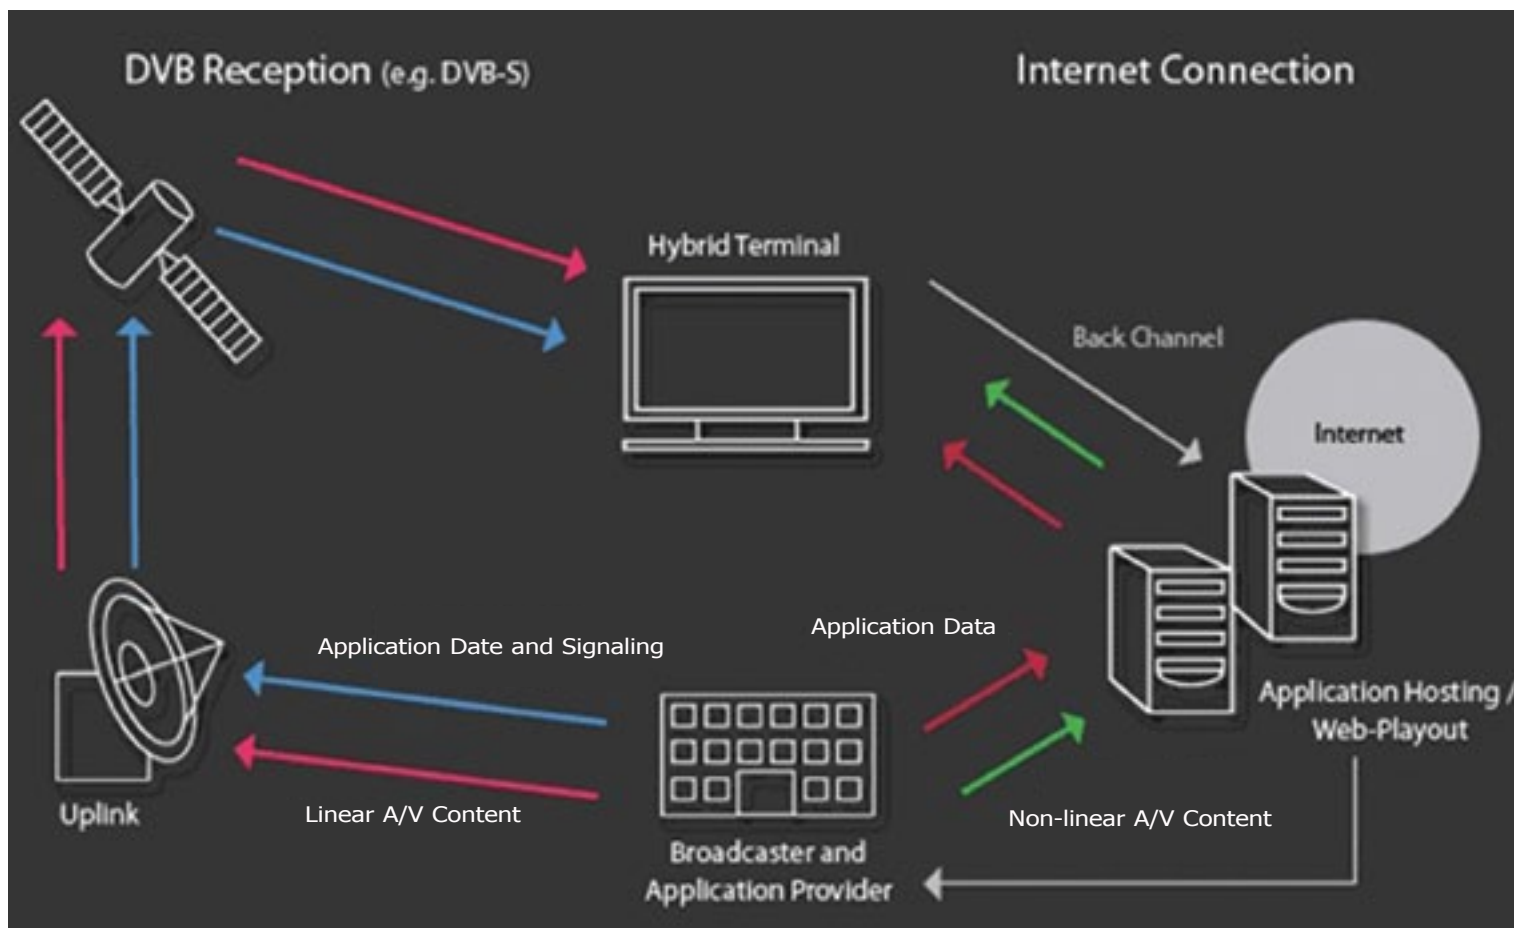 DVB Reception (e.g. DVB-S)
Internet Connection
Hybrid Terminal
Back Channel
Internet
Application Date and Signaling
Application Data
Application Hosting /
Web-Playout
Uplink
Linear A/V Content
Non-linear A/V Content
Broadcaster and
Application Provider